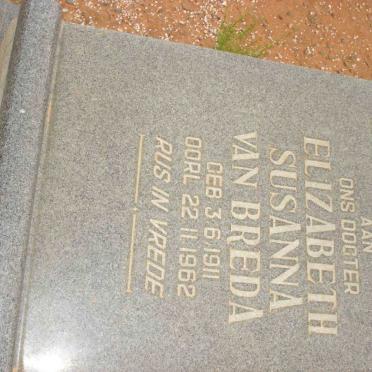 AAN
ONS DOGTER
ELIZABETH
SUSANNA
VAN BREDA
GEB 3.6.1911
OORL 22.11.1962
RUS IN VREDE